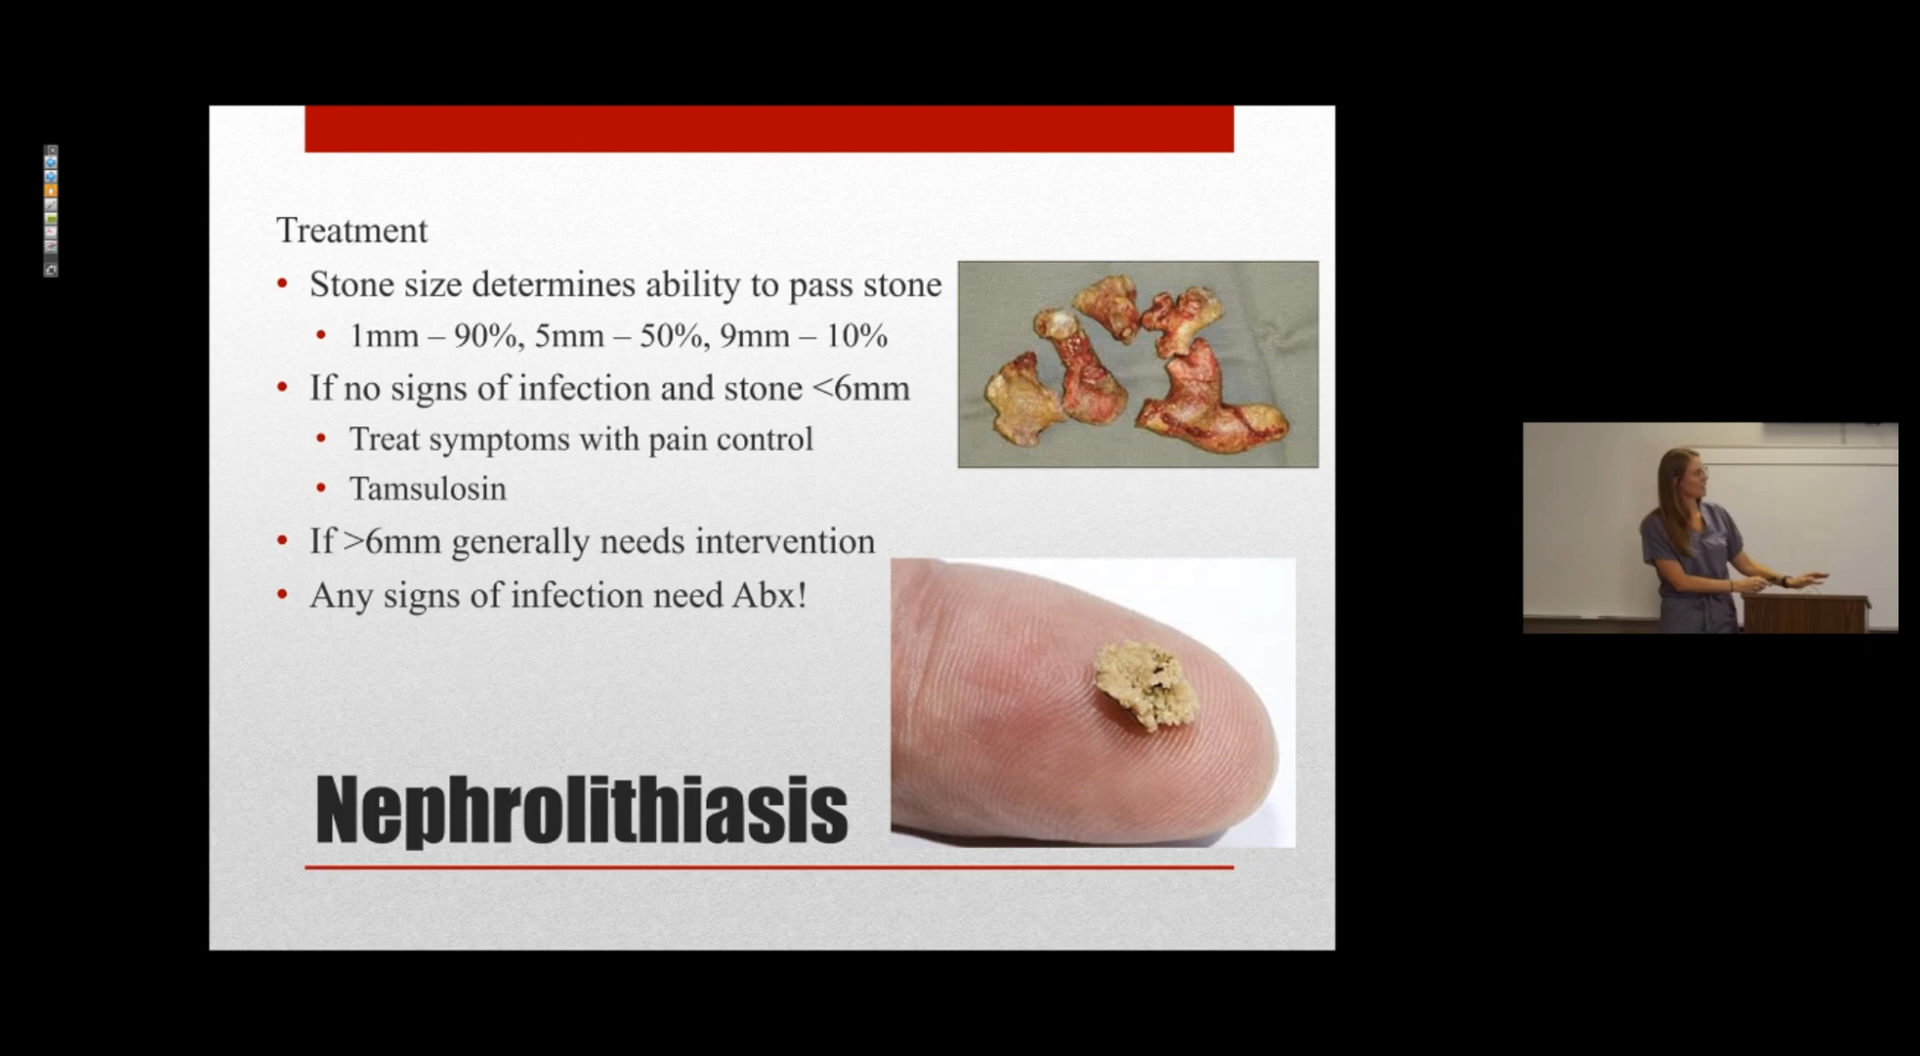 Treatment
• Stone size determines ability to pass stone
• 1mm – 90%, 5mm – 50%, 9mm – 10%
• If no signs of infection and stone <6mm
• Treat symptoms with pain control
• Tamsulosin
• If >6mm generally needs intervention
• Any signs of infection need Abx!
Nephrolithiasis